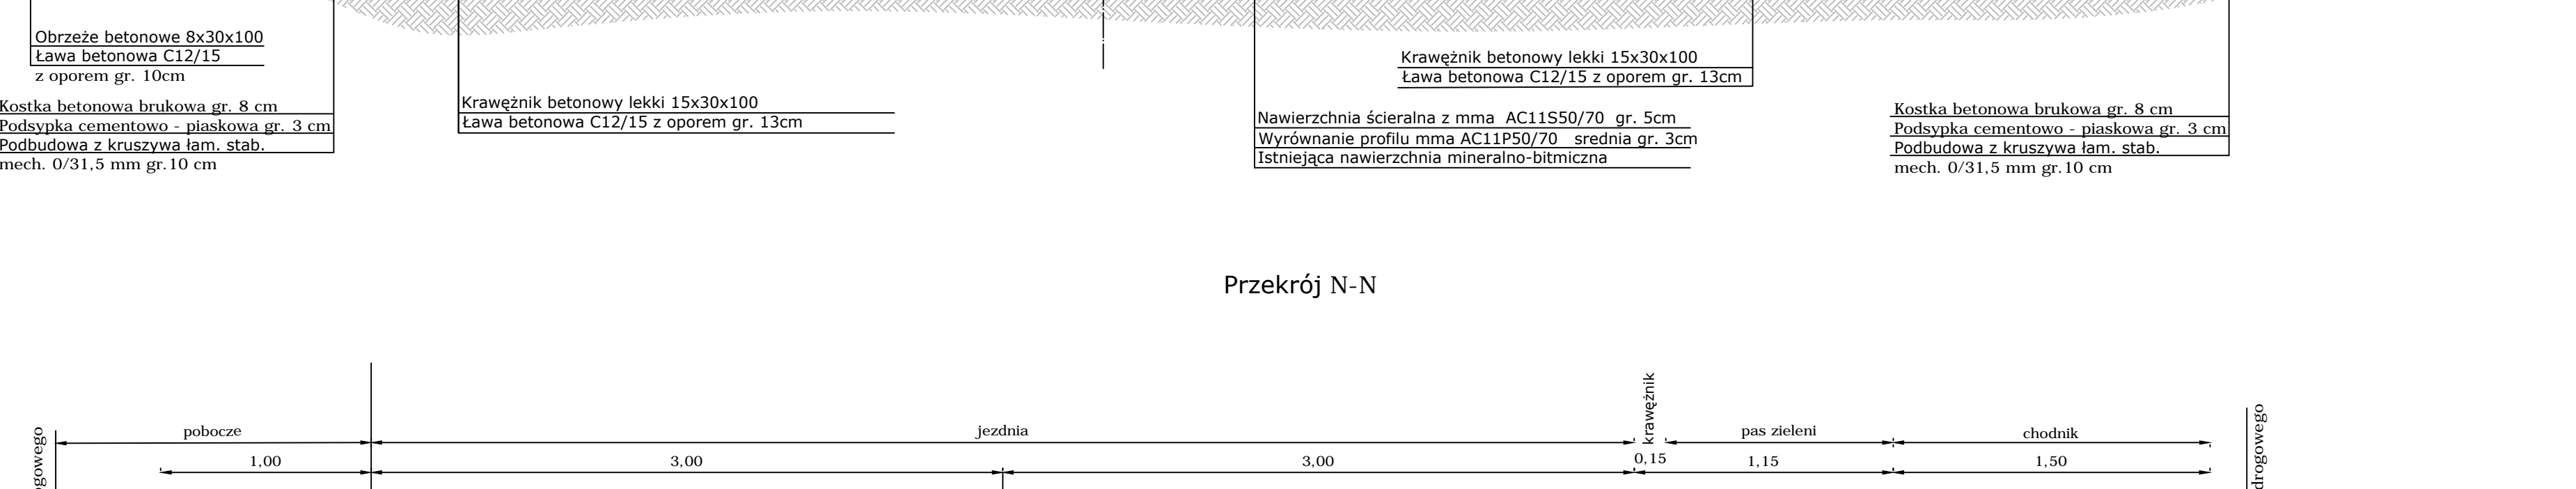 Obrzeże betonowe 8x30x100
Ława betonowa C12/15
z oporem gr. 10cm
Kostka betonowa brukowa gr. 8 cm
Podsypka cementowo - piaskowa gr. 3 cm
Podbudowa z kruszywa łam. stab.
mech. 0/31,5 mm gr.10 cm
Krawężnik betonowy lekki 15x30x100
Ława betonowa C12/15 z oporem gr. 13cm
Krawężnik betonowy lekki 15x30x100
Ława betonowa C12/15 z oporem gr. 13cm
Nawierzchnia ścieralna z mma AC11S50/70 gr. 5cm
Wyrównanie profilu mma AC11P50/70 srednia gr. 3cm
Istniejąca nawierzchnia mineralno-bitmiczna
Kostka betonowa brukowa gr. 8 cm
Podsypka cementowo - piaskowa gr. 3 cm
Podbudowa z kruszywa łam. stab.
mech. 0/31,5 mm gr.10 cm
Przekrój N-N
pobocze
jezdnia
krawężnik
pas zieleni
chodnik
1,00
3,00
3,00
0,15
1,15
1,50
gowego
drogowego